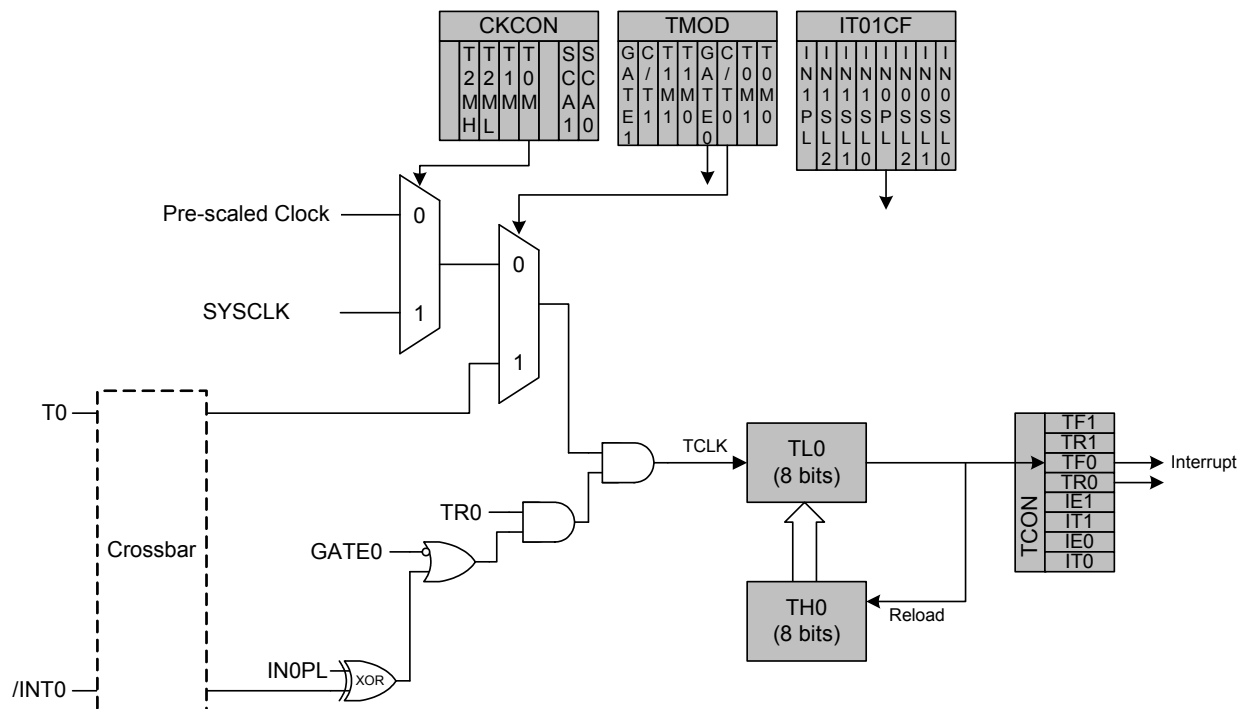 CKCON
T2MH
T2ML
T1M
T0M
SCA1
SCA0
TMOD
GATE1
C/T1
T1M1
T1M0
GATE0
C/T0
T0M1
T0M0
IT01CF
IN1PL
IN1SL2
IN1SL1
IN1SL0
IN0PL
IN0SL2
IN0SL1
IN0SL0
Pre-scaled Clock
0
SYSCLK
1
0
1
T0
Crossbar
/INT0
TR0
GATE0
IN0PL
XOR
TCLK
TL0
(8 bits)
TH0
(8 bits)
Reload
TCON
TF1
TR1
TF0
TR0
IE1
IT1
IE0
IT0
Interrupt